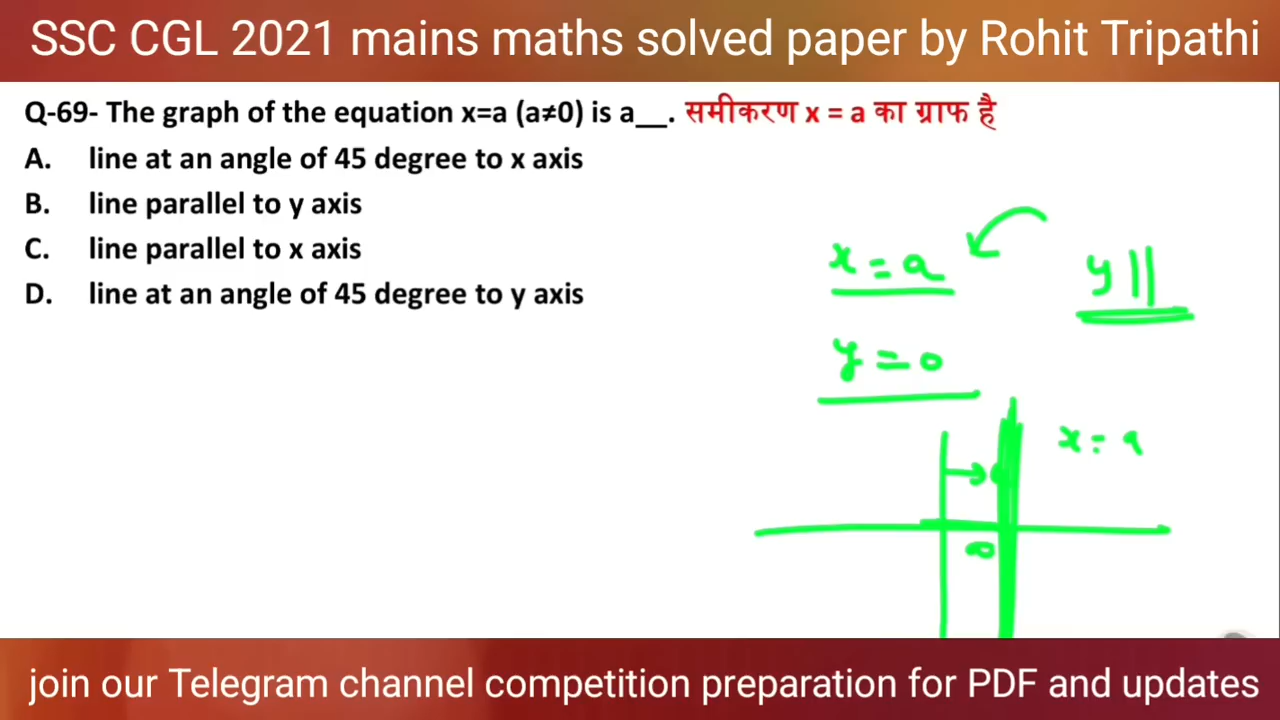 SSC CGL 2021 mains maths solved paper by Rohit Tripathi
Q-69- The graph of the equation x=a (a≠0) is a__. समीकरण x = a का ग्राफ है
A. line at an angle of 45 degree to x axis
B. line parallel to y axis
C. line parallel to x axis
D. line at an angle of 45 degree to y axis
x = a
y ||
y = 0
x = a
join our Telegram channel competition preparation for PDF and updates